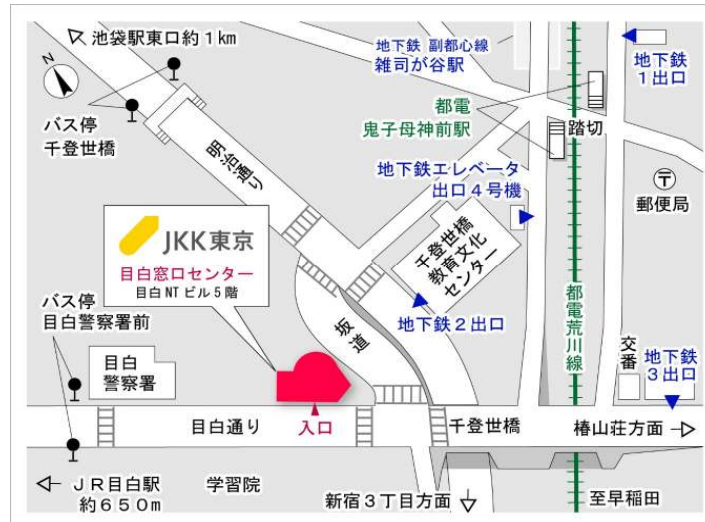 池袋駅東口約1km
N
バス停
千登世橋
明治通り
地下鉄 副都心線
雑司が谷駅
地下鉄
1出口
都電
鬼子母神前駅
踏切
地下鉄エレベータ
出口4号機
〒
郵便局
千登世橋
教育文化
センター
JKK東京
目白窓口センター
目白NTビル5階
バス停
目白警察署前
目白
警察署
坂道
地下鉄2出口
都電荒川線
交番
地下鉄
3出口
目白通り
入口
千登世橋
椿山荘方面
JR目白駅
約650m
学習院
新宿3丁目方面
至早稲田